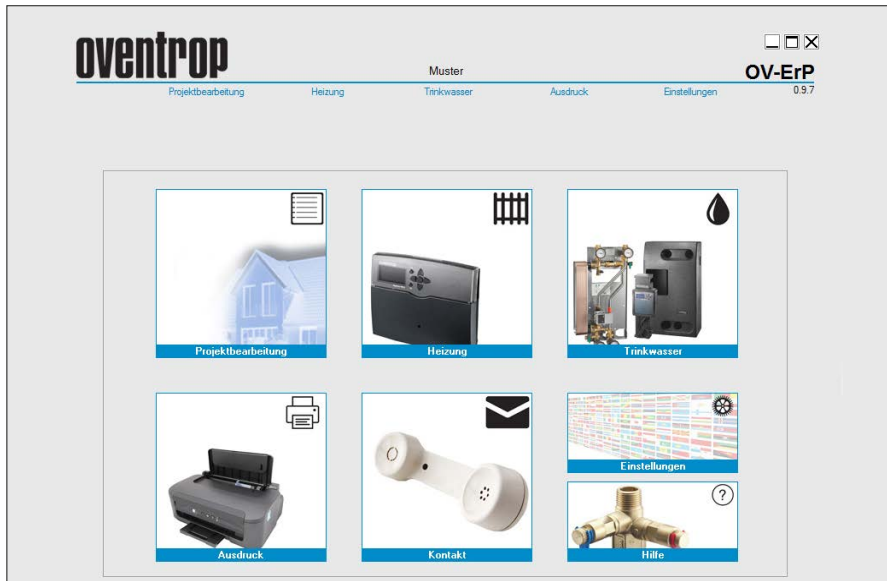 oventrop
Muster
OV-ErP
Projektbearbeitung Heizung Trinkwasser Ausdruck Einstellungen 0.9.7
Projektbearbeitung Heizung Trinkwasser
Einstellungen
?
Ausdruck Kontakt Hilfe